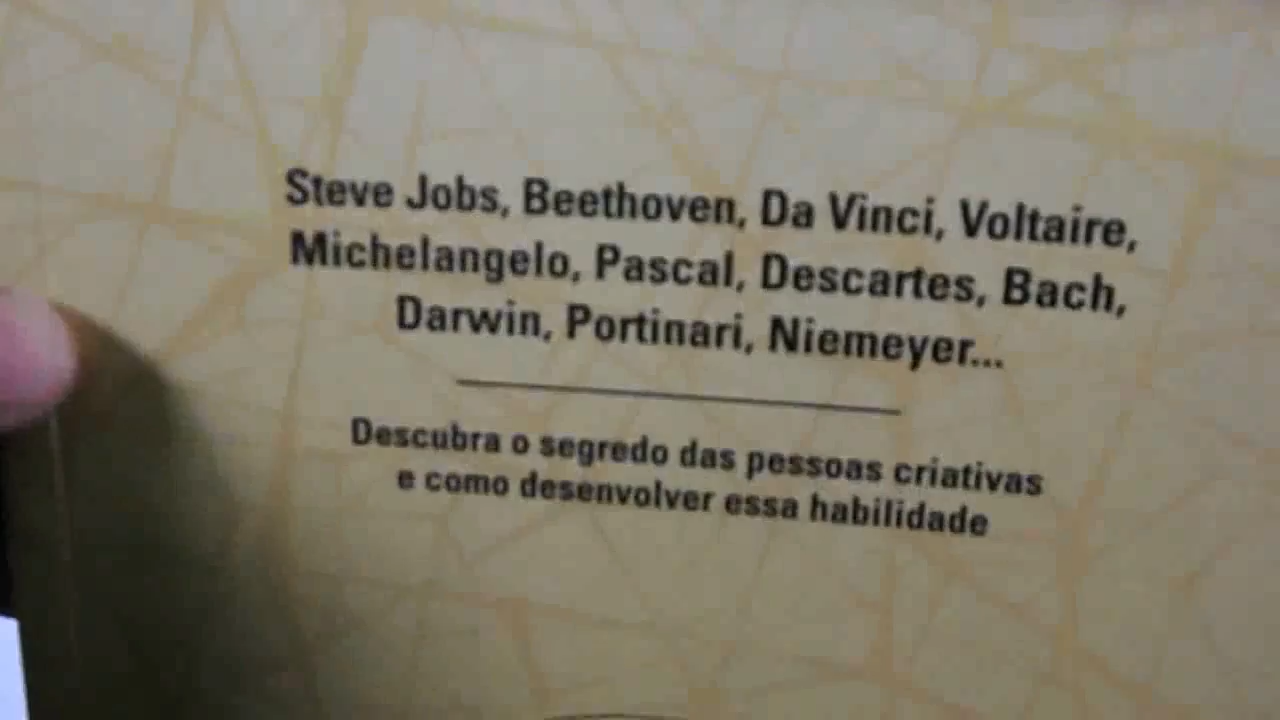 Steve Jobs, Beethoven, Da Vinci, Voltaire,
Michelangelo, Pascal, Descartes, Bach,
Darwin, Portinari, Niemeyer...
Descubra o segredo das pessoas criativas
e como desenvolver essa habilidade